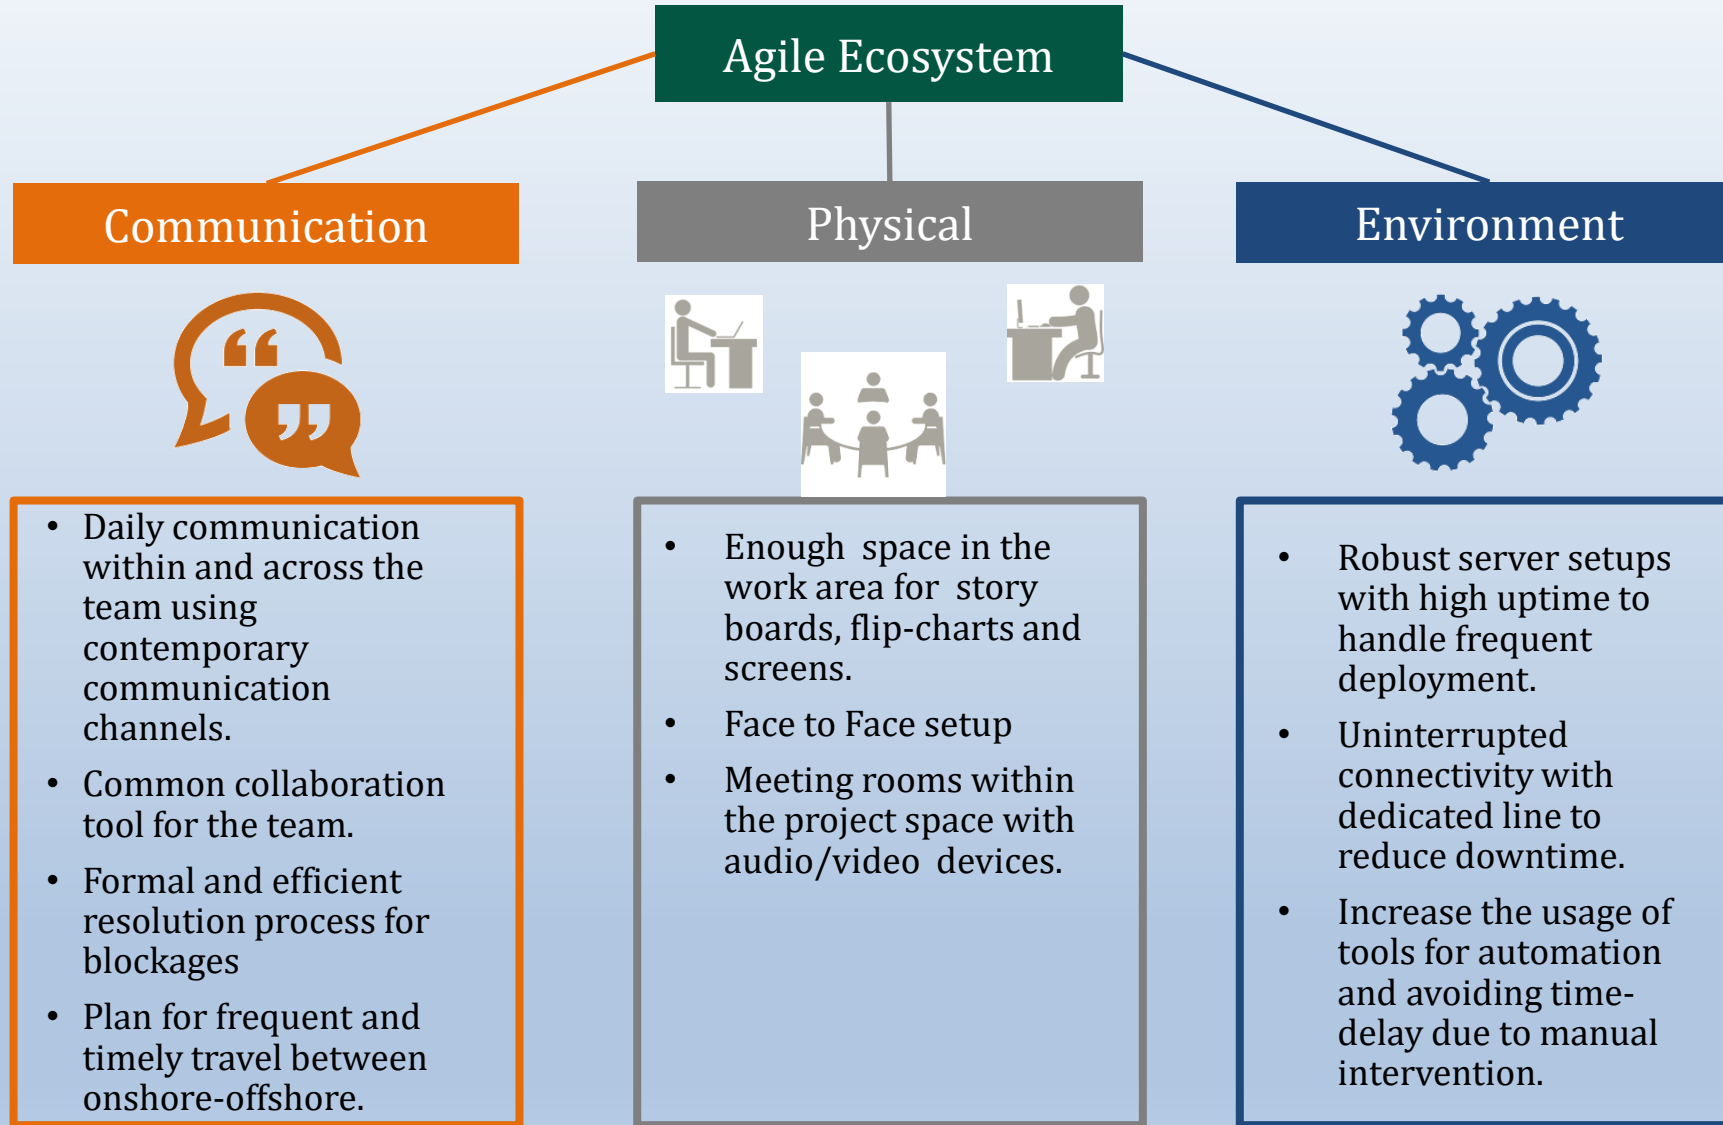 Agile Ecosystem
Communication
Physical
Environment
• Daily communication
within and across the
team using
contemporary
communication
channels.
• Common collaboration
tool for the team.
• Formal and efficient
resolution process for
blockages
• Plan for frequent and
timely travel between
onshore-offshore.
• Enough space in the
work area for story
boards, flip-charts and
screens.
• Face to Face setup
• Meeting rooms within
the project space with
audio/video devices.
• Robust server setups
with high uptime to
handle frequent
deployment.
• Uninterrupted
connectivity with
dedicated line to
reduce downtime.
• Increase the usage of
tools for automation
and avoiding time-
delay due to manual
intervention.